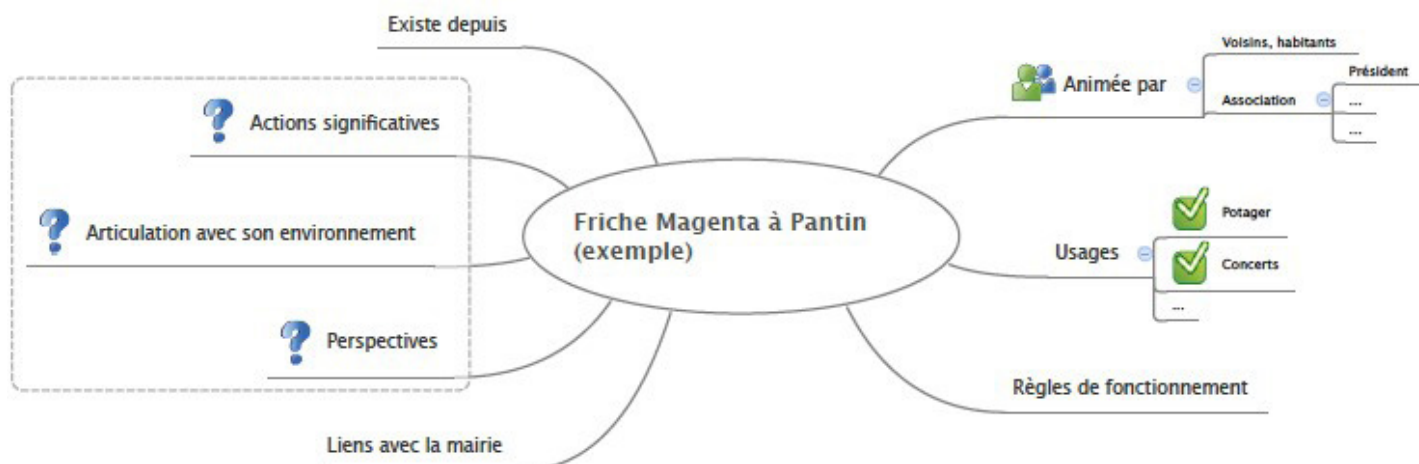 Existe depuis
Actions significatives
Articulation avec son environnement
Perspectives
Liens avec la mairie
Friche Magenta à Pantin
(exemple)
Animée par
Voisins, habitants
Association
Président
...
...
Usages
Potager
Concerts
...
Règles de fonctionnement